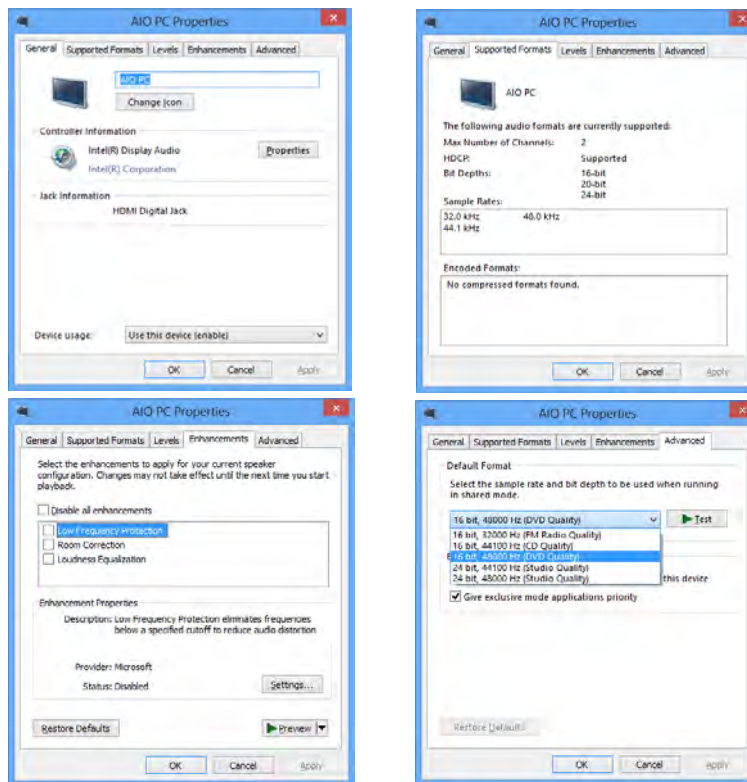 AIO PC Properties
General Supported Formats Levels Enhancements Advanced
AIO PC
Change Icon
Controller Information
Intel(R) Display Audio
Properties
Intel(R) Corporation
Jack Information
HDMI Digital Jack
Device usage: Use this device (enable)
OK Cancel Apply
AIO PC Properties
General Supported Formats Levels Enhancements Advanced
AIO PC
The following audio formats are currently supported:
Max Number of Channels: 2
HDCP: Supported
Bit Depths: 16-bit
20-bit
24-bit
Sample Rates:
32.0 kHz 48.0 kHz
44.1 kHz
Encoded Formats:
No compressed formats found.
OK Cancel Apply
AIO PC Properties
General Supported Formats Levels Enhancements Advanced
Select the enhancements to apply for your current speaker
configuration. Changes may not take effect until the next time you start
playback.
Disable all enhancements
Low Frequency Protection
Room Correction
Loudness Equalization
Enhancement Properties
Description: Low Frequency Protection eliminates frequencies
below a specified cutoff to reduce audio distortion
Provider: Microsoft
Status: Disabled
Settings...
Restore Defaults
Preview
OK Cancel Apply
AIO PC Properties
General Supported Formats Levels Enhancements Advanced
Default Format
Select the sample rate and bit depth to be used when running
in shared mode.
16 bit, 48000 Hz (DVD Quality)
Test
16 bit, 32000 Hz (FM Radio Quality)
16 bit, 44100 Hz (CD Quality)
16 bit, 48000 Hz (DVD Quality)
24 bit, 44100 Hz (Studio Quality)
24 bit, 48000 Hz (Studio Quality)
this device
Give exclusive mode applications priority
Restore Defaults
OK Cancel Apply